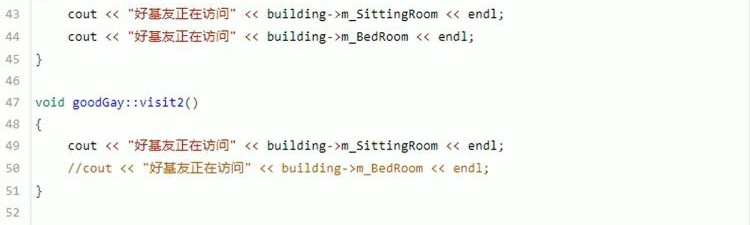 43 cout << "好基友正在访问" << building->m_SittingRoom << endl;
44 cout << "好基友正在访问" << building->m_BedRoom << endl;
45 }
46
47 void goodGay::visit2()
48 {
49 cout << "好基友正在访问" << building->m_SittingRoom << endl;
50 //cout << "好基友正在访问" << building->m_BedRoom << endl;
51 }
52